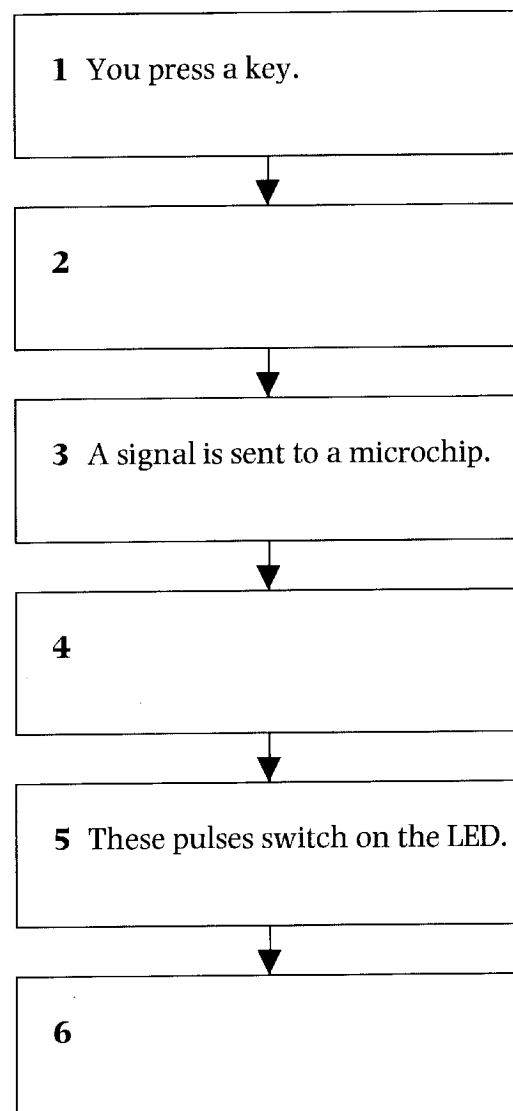 1 You press a key.
2
3 A signal is sent to a microchip.
4
5 These pulses switch on the LED.
6